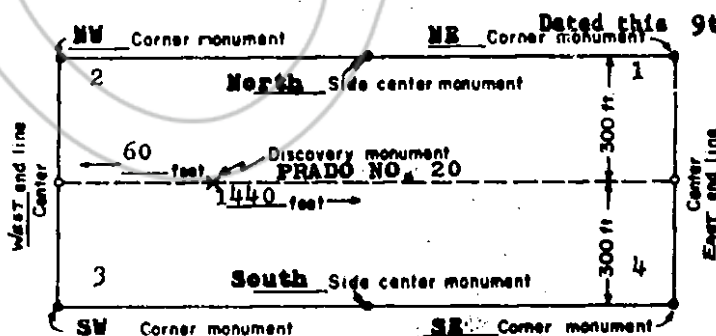 Dated this 9t
NW Corner monument NE Corner monument
2 North Side center monument 1
300 ft
60 feet Discovery monument
PRADO NO. 20
WEST end line Center
1440 feet
Center EAST end line
300 ft
3 South Side center monument 4
SW Corner monument SE Corner monument